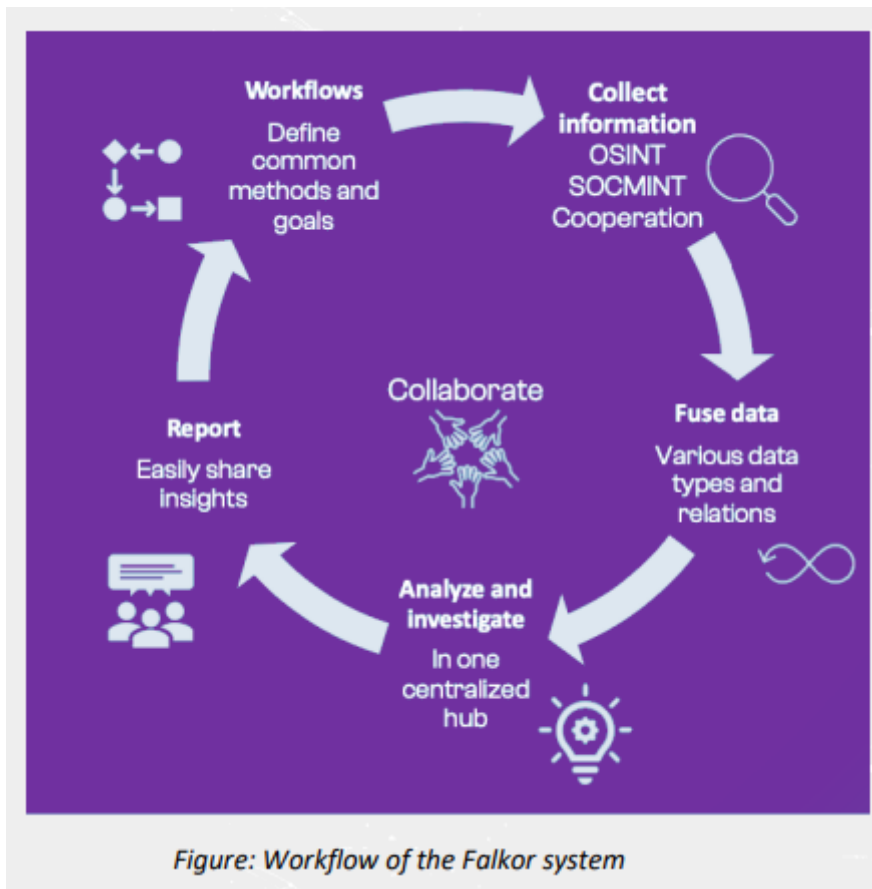 Workflows
Define
common
methods and
goals
Collect
information
OSINT
SOCMINT
Cooperation
Fuse data
Various data
types and
relations
Analyze and
investigate
In one
centralized
hub
Report
Easily share
insights
Collaborate
Figure: Workflow of the Falkor system